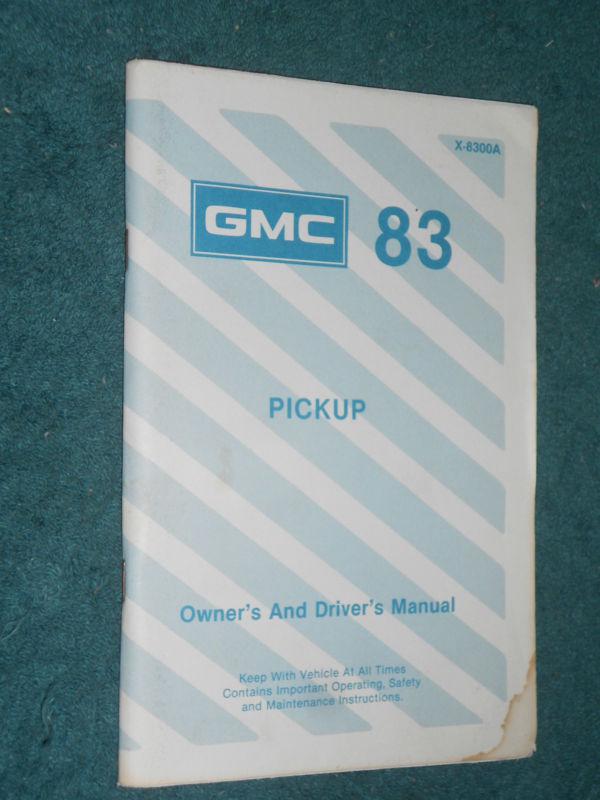 X-8300A
GMC 83
PICKUP
Owner's And Driver's Manual
Keep With Vehicle At All Times
Contains Important Operating, Safety
and Maintenance Instructions.